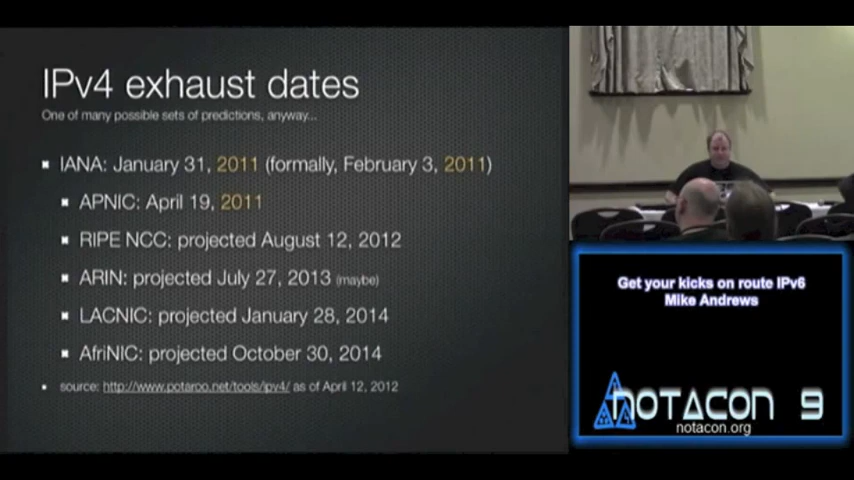 IPv4 exhaust dates
One of many possible sets of predictions, anyway...
IANA: January 31, 2011 (formally, February 3, 2011)
APNIC: April 19, 2011
RIPE NCC: projected August 12, 2012
ARIN: projected July 27, 2013 (maybe)
LACNIC: projected January 28, 2014
AfriNIC: projected October 30, 2014
source: http://www.potaroo.net/tools/ipv4/ as of April 12, 2012
Get your kicks on route IPv6
Mike Andrews
NOTACON 9
notacon.org